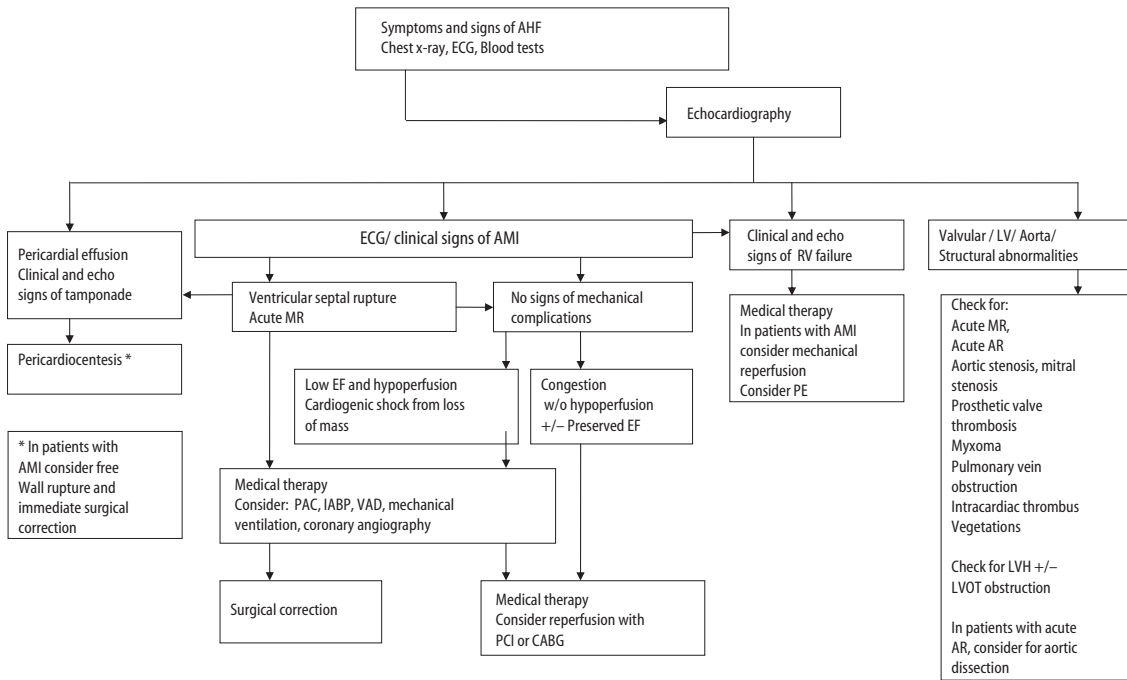 Symptoms and signs of AHF
Chest x-ray, ECG, Blood tests
Echocardiography
Pericardial effusion
Clinical and echo
signs of tamponade
ECG/ clinical signs of AMI
Clinical and echo
signs of RV failure
Valvular / LV/ Aorta/
Structural abnormalities
Ventricular septal rupture
Acute MR
No signs of mechanical
complications
Medical therapy
In patients with AMI
consider mechanical
reperfusion
Consider PE
Check for:
Acute MR,
Acute AR
Aortic stenosis, mitral
stenosis
Prosthetic valve
thrombosis
Myxoma
Pulmonary vein
obstruction
Intracardiac thrombus
Vegetations
Check for LVH +/–
LVOT obstruction
In patients with acute
AR, consider for aortic
dissection
Pericardiocentesis *
Low EF and hypoperfusion
Cardiogenic shock from loss
of mass
Congestion
w/o hypoperfusion
+/– Preserved EF
* In patients with
AMI consider free
Wall rupture and
immediate surgical
correction
Medical therapy
Consider: PAC, IABP, VAD, mechanical
ventilation, coronary angiography
Surgical correction
Medical therapy
Consider reperfusion with
PCI or CABG